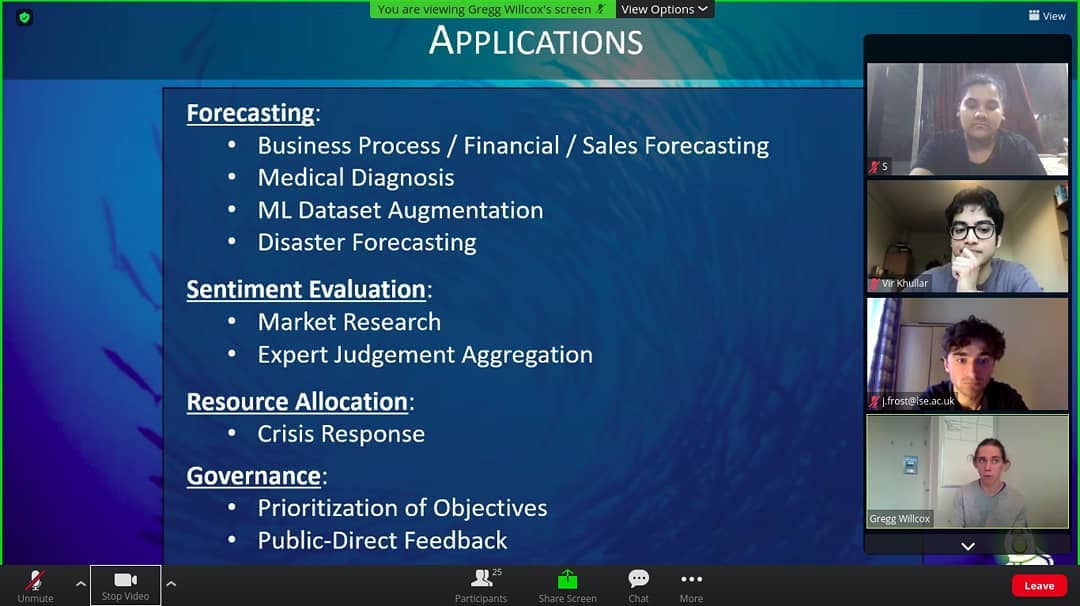 You are viewing Gregg Willcox's screen
View Options
View
APPLICATIONS
Forecasting:
• Business Process / Financial / Sales Forecasting
• Medical Diagnosis
• ML Dataset Augmentation
• Disaster Forecasting
Sentiment Evaluation:
• Market Research
• Expert Judgement Aggregation
Resource Allocation:
• Crisis Response
Governance:
• Prioritization of Objectives
• Public-Direct Feedback
S
Vir Khullar
j.frost@lse.ac.uk
Gregg Willcox
Unmute
Stop Video
25
Participants
Share Screen
Chat
More
Leave